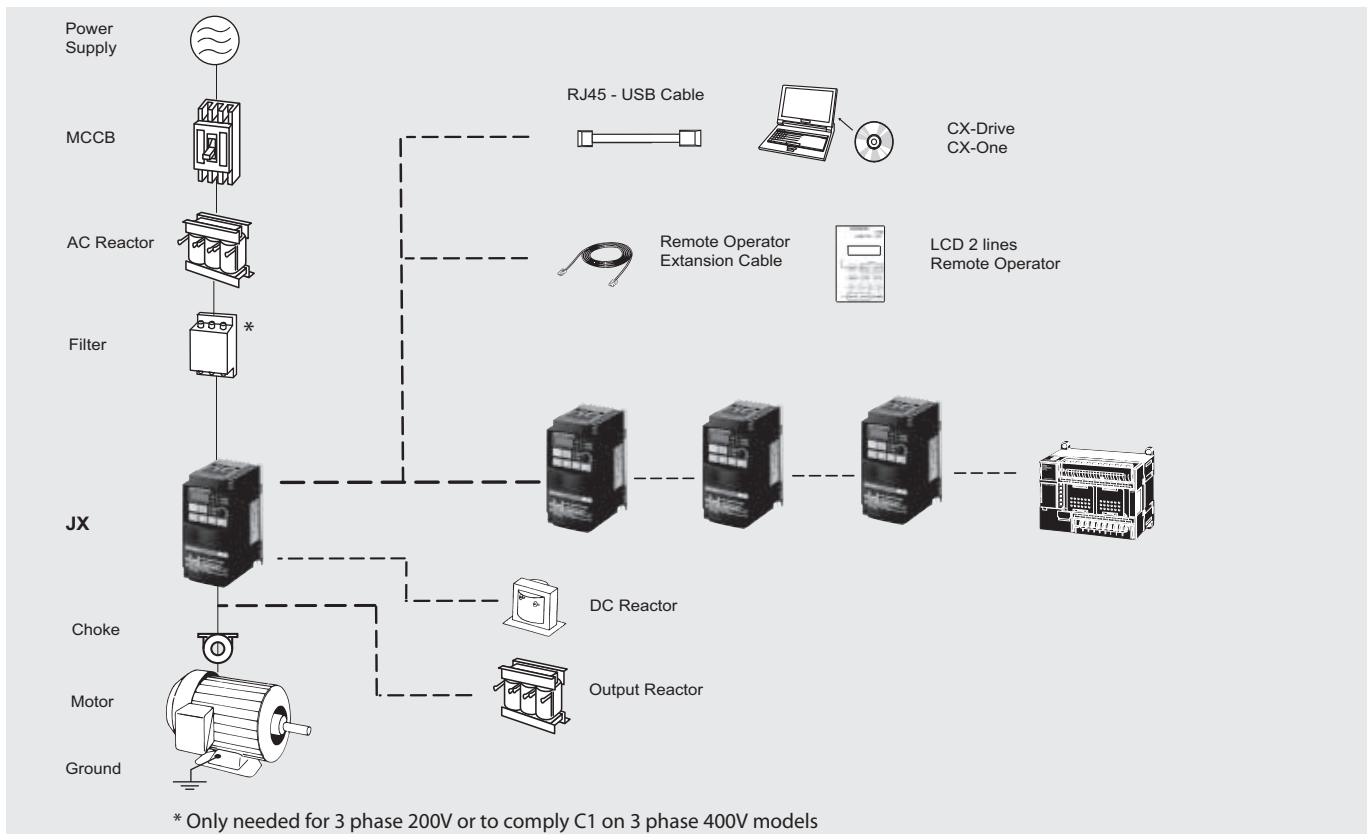 Power
Supply
MCCB
AC Reactor
Filter
*
JX
Choke
Motor
Ground
RJ45 - USB Cable
CX-Drive
CX-One
Remote Operator
Extansion Cable
LCD 2 lines
Remote Operator
DC Reactor
Output Reactor
* Only needed for 3 phase 200V or to comply C1 on 3 phase 400V models